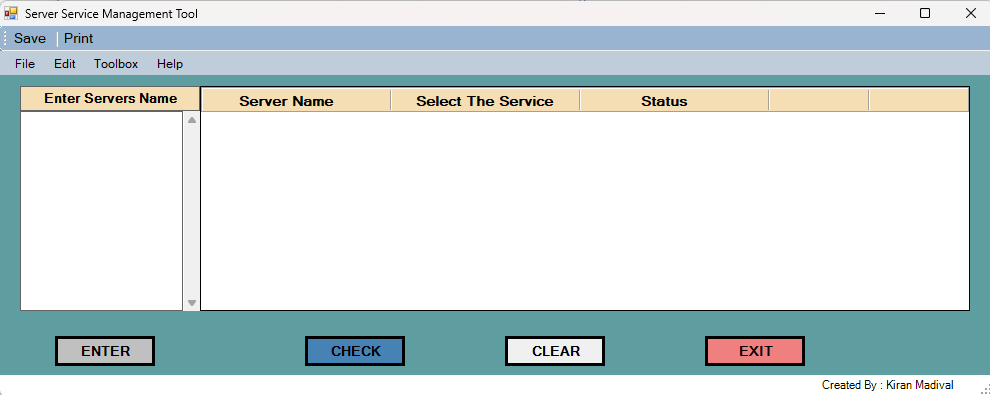 Server Service Management Tool
Save Print
File Edit Toolbox Help
Enter Servers Name Server Name Select The Service Status
ENTER CHECK CLEAR EXIT
Created By : Kiran Madival